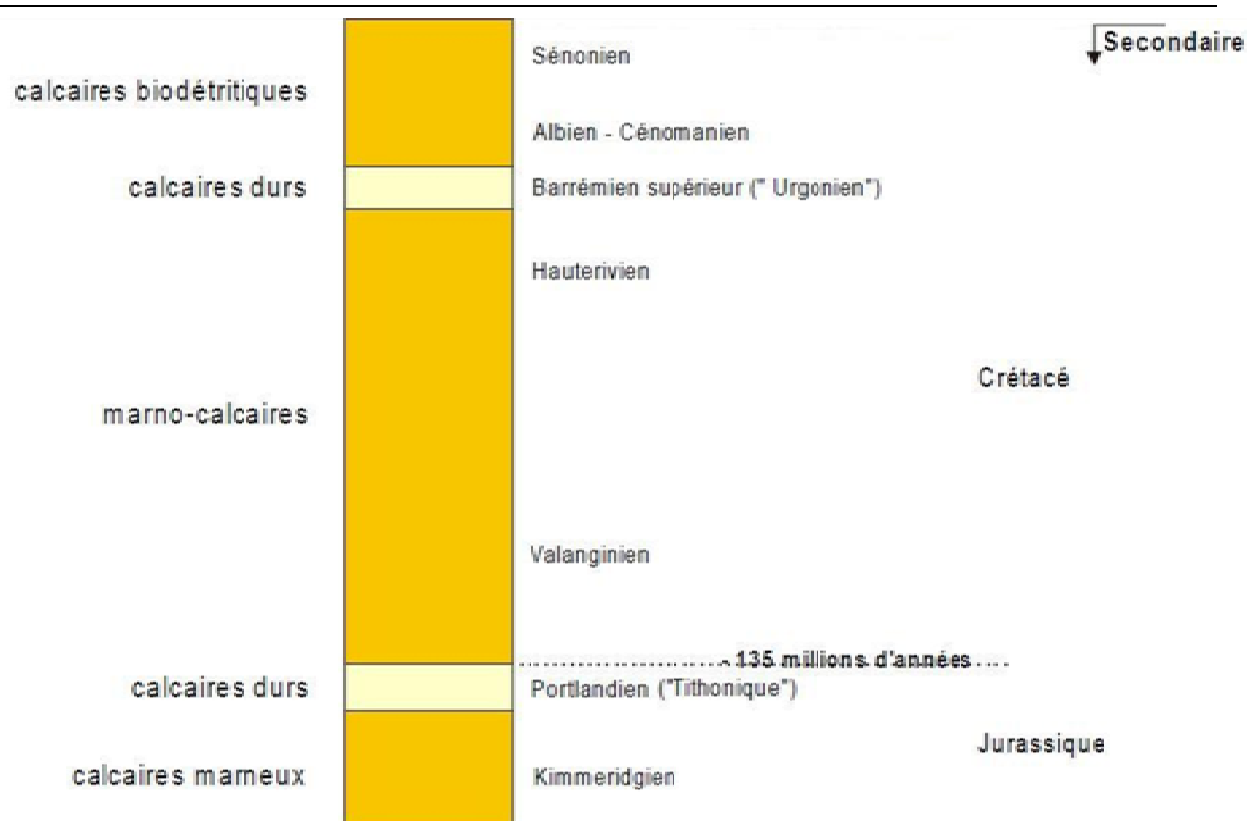 Secondaire
Sénonien
calcaires biodétritiques
Albien - Cénomanien
calcaires durs
Barrémien supérieur (" Urgonien")
Hauterivien
Crétacé
marno-calcaires
Valanginien
- 135 millions d'années
calcaires durs
Portlandien ("Tithonique")
Jurassique
calcaires marneux
Kimmeridgien